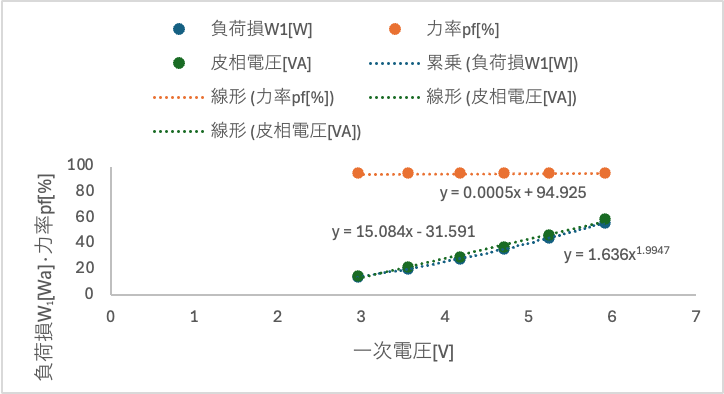 負荷損W1[W] 力率pf[%]
皮相電圧[VA] 累乗 (負荷損W1[W])
線形 (力率pf[%]) 線形 (皮相電圧[VA])
線形 (皮相電圧[VA])
負荷損W₁[Wa]・力率pf[%]
100
80
60
40
20
0
y = 0.0005x + 94.925
y = 15.084x - 31.591
y = 1.636x^1.9947
0 1 2 3 4 5 6 7
一次電圧[V]